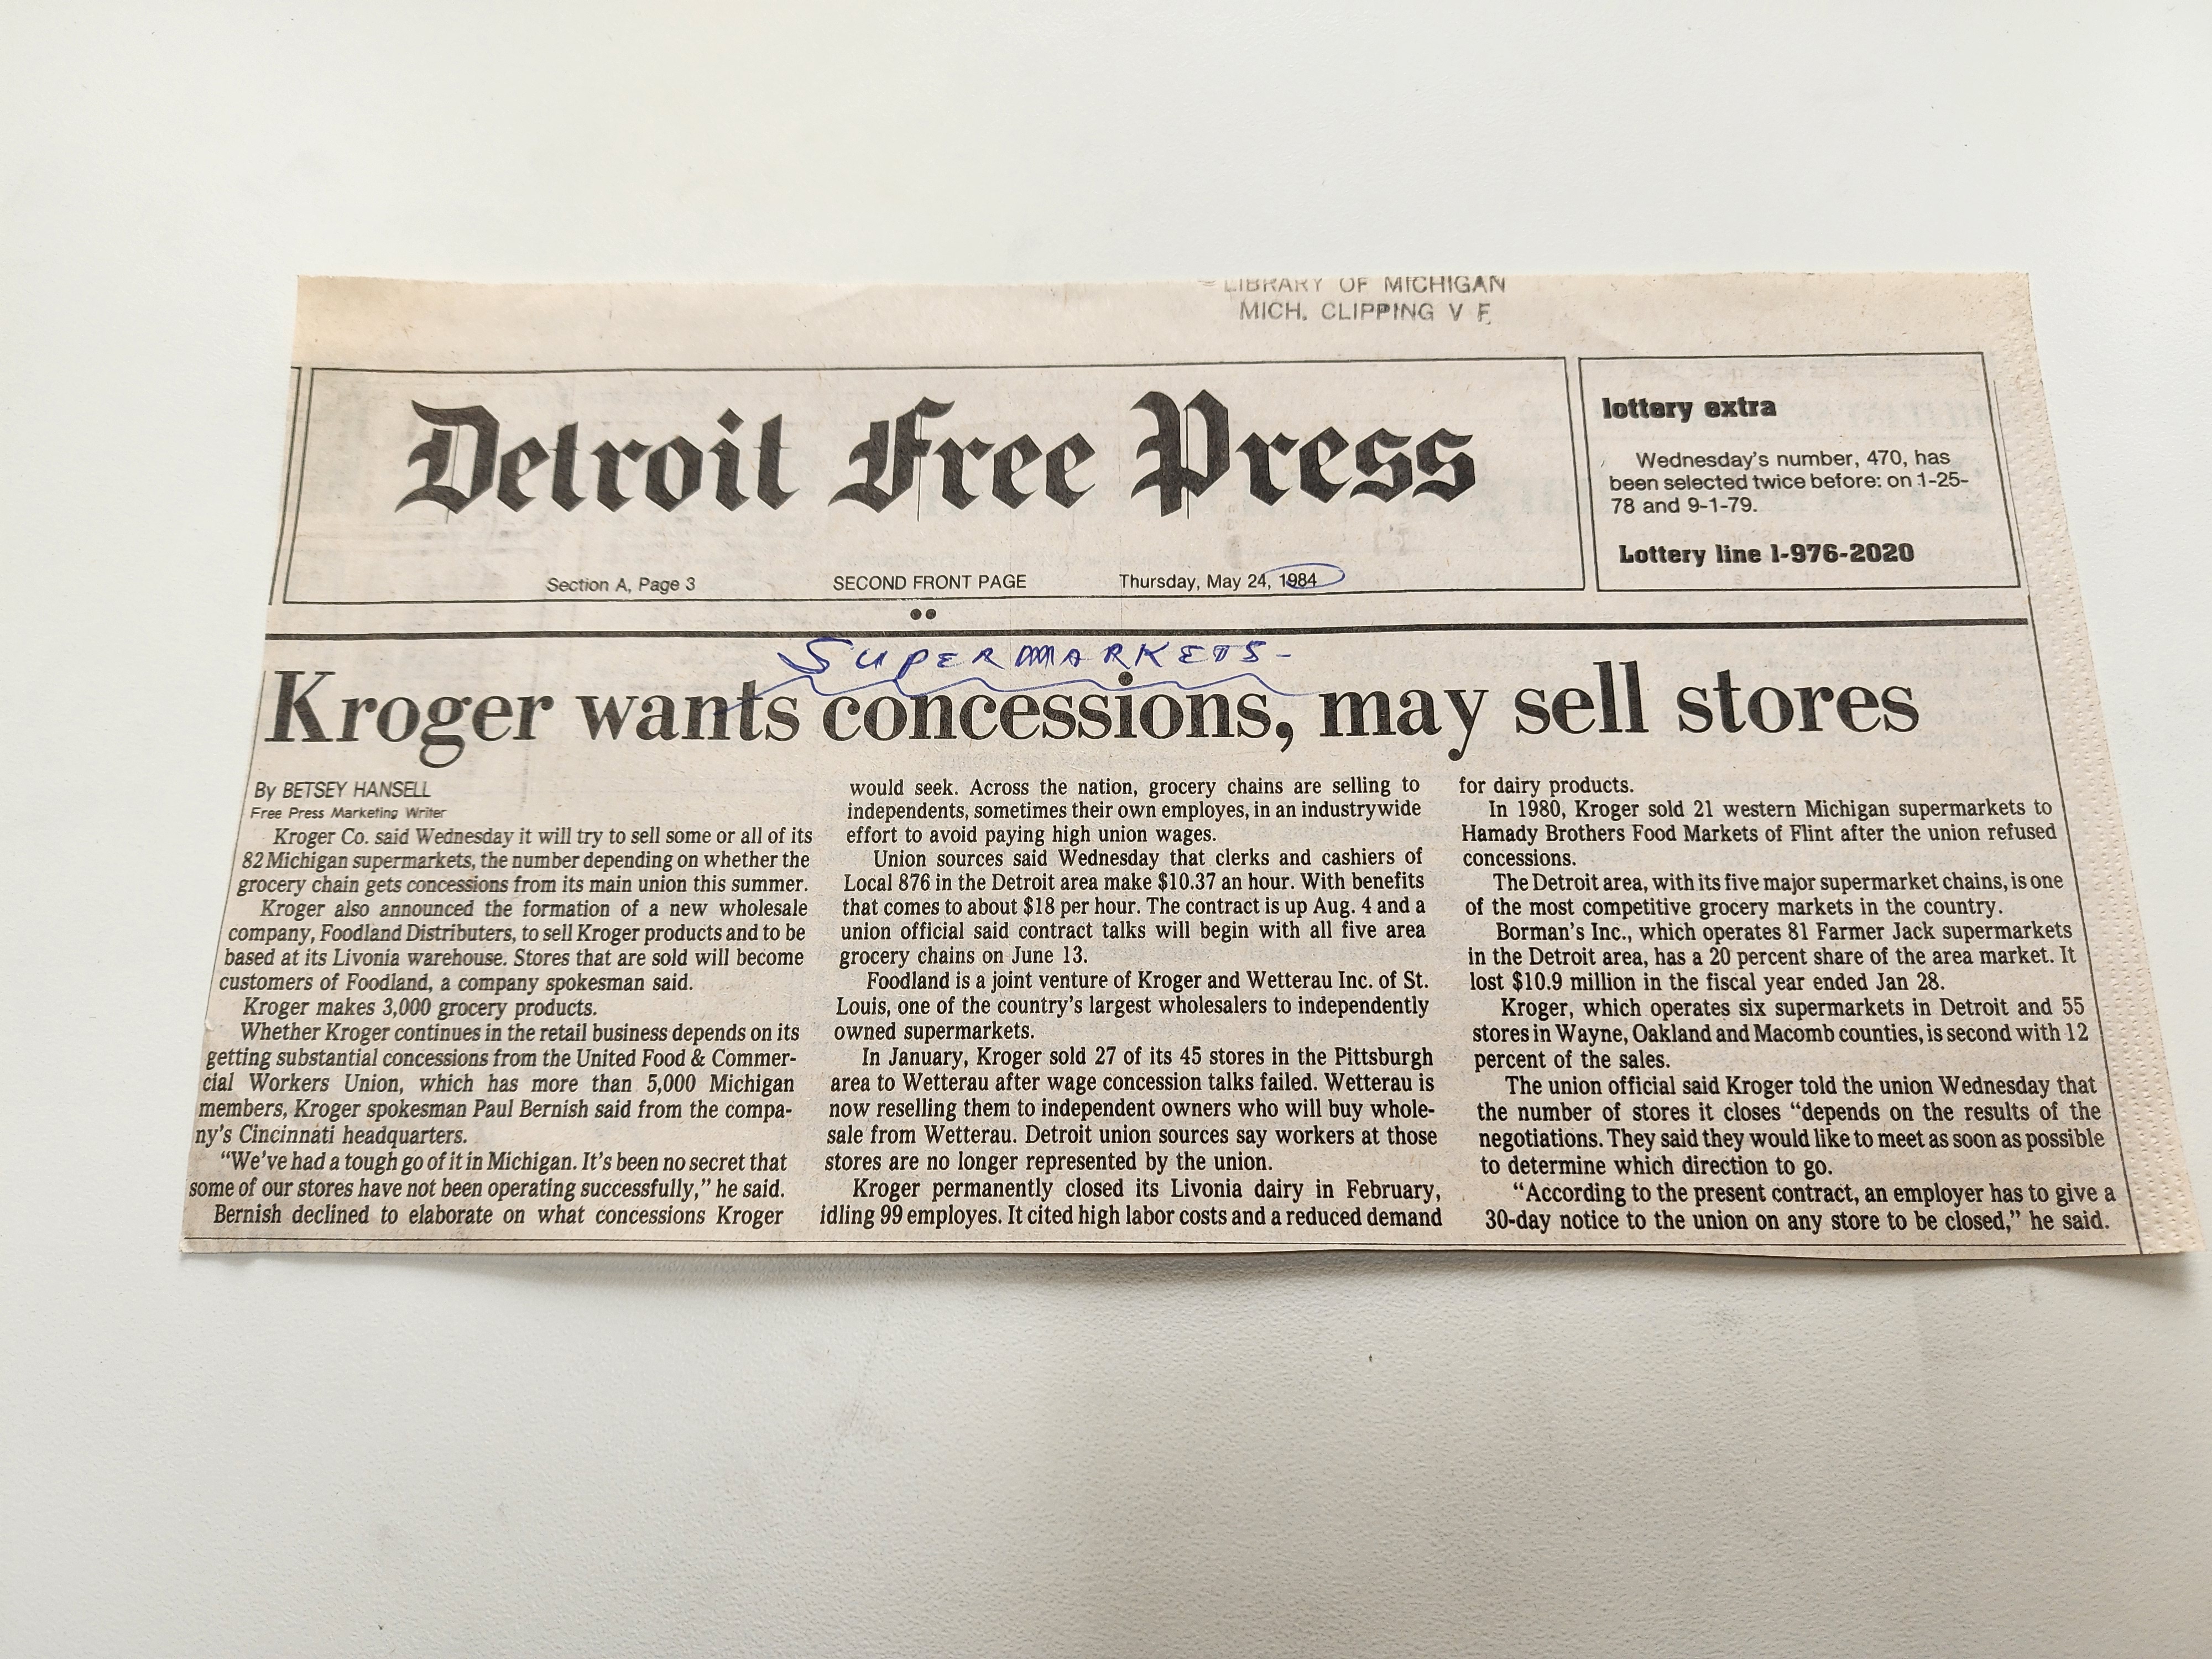 LIBRARY OF MICHIGAN
MICH. CLIPPING V F
Detroit Free Press
Section A, Page 3 SECOND FRONT PAGE Thursday, May 24, 1984
lottery extra
Wednesday's number, 470, has
been selected twice before: on 1-25-
78 and 9-1-79.
Lottery line 1-976-2020
SUPERMARKETS-
Kroger wants concessions, may sell stores
By BETSEY HANSELL
Free Press Marketing Writer
Kroger Co. said Wednesday it will try to sell some or all of its
82 Michigan supermarkets, the number depending on whether the
grocery chain gets concessions from its main union this summer.
Kroger also announced the formation of a new wholesale
company, Foodland Distributers, to sell Kroger products and to be
based at its Livonia warehouse. Stores that are sold will become
customers of Foodland, a company spokesman said.
Kroger makes 3,000 grocery products.
Whether Kroger continues in the retail business depends on its
getting substantial concessions from the United Food & Commer-
cial Workers Union, which has more than 5,000 Michigan
members, Kroger spokesman Paul Bernish said from the compa-
ny's Cincinnati headquarters.
"We've had a tough go of it in Michigan. It's been no secret that
some of our stores have not been operating successfully," he said.
Bernish declined to elaborate on what concessions Kroger
would seek. Across the nation, grocery chains are selling to
independents, sometimes their own employes, in an industrywide
effort to avoid paying high union wages.
Union sources said Wednesday that clerks and cashiers of
Local 876 in the Detroit area make $10.37 an hour. With benefits
that comes to about $18 per hour. The contract is up Aug. 4 and a
union official said contract talks will begin with all five area
grocery chains on June 13.
Foodland is a joint venture of Kroger and Wetterau Inc. of St.
Louis, one of the country's largest wholesalers to independently
owned supermarkets.
In January, Kroger sold 27 of its 45 stores in the Pittsburgh
area to Wetterau after wage concession talks failed. Wetterau is
now reselling them to independent owners who will buy whole-
sale from Wetterau. Detroit union sources say workers at those
stores are no longer represented by the union.
Kroger permanently closed its Livonia dairy in February,
idling 99 employes. It cited high labor costs and a reduced demand
for dairy products.
In 1980, Kroger sold 21 western Michigan supermarkets to
Hamady Brothers Food Markets of Flint after the union refused
concessions.
The Detroit area, with its five major supermarket chains, is one
of the most competitive grocery markets in the country.
Borman's Inc., which operates 81 Farmer Jack supermarkets
in the Detroit area, has a 20 percent share of the area market. It
lost $10.9 million in the fiscal year ended Jan 28.
Kroger, which operates six supermarkets in Detroit and 55
stores in Wayne, Oakland and Macomb counties, is second with 12
percent of the sales.
The union official said Kroger told the union Wednesday that
the number of stores it closes "depends on the results of the
negotiations. They said they would like to meet as soon as possible
to determine which direction to go.
"According to the present contract, an employer has to give a
30-day notice to the union on any store to be closed," he said.